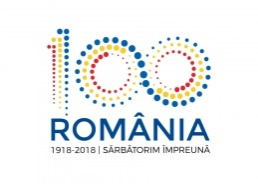 100
ROMÂNIA
1918-2018 | SĂRBĂTORIM ÎMPREUNĂ